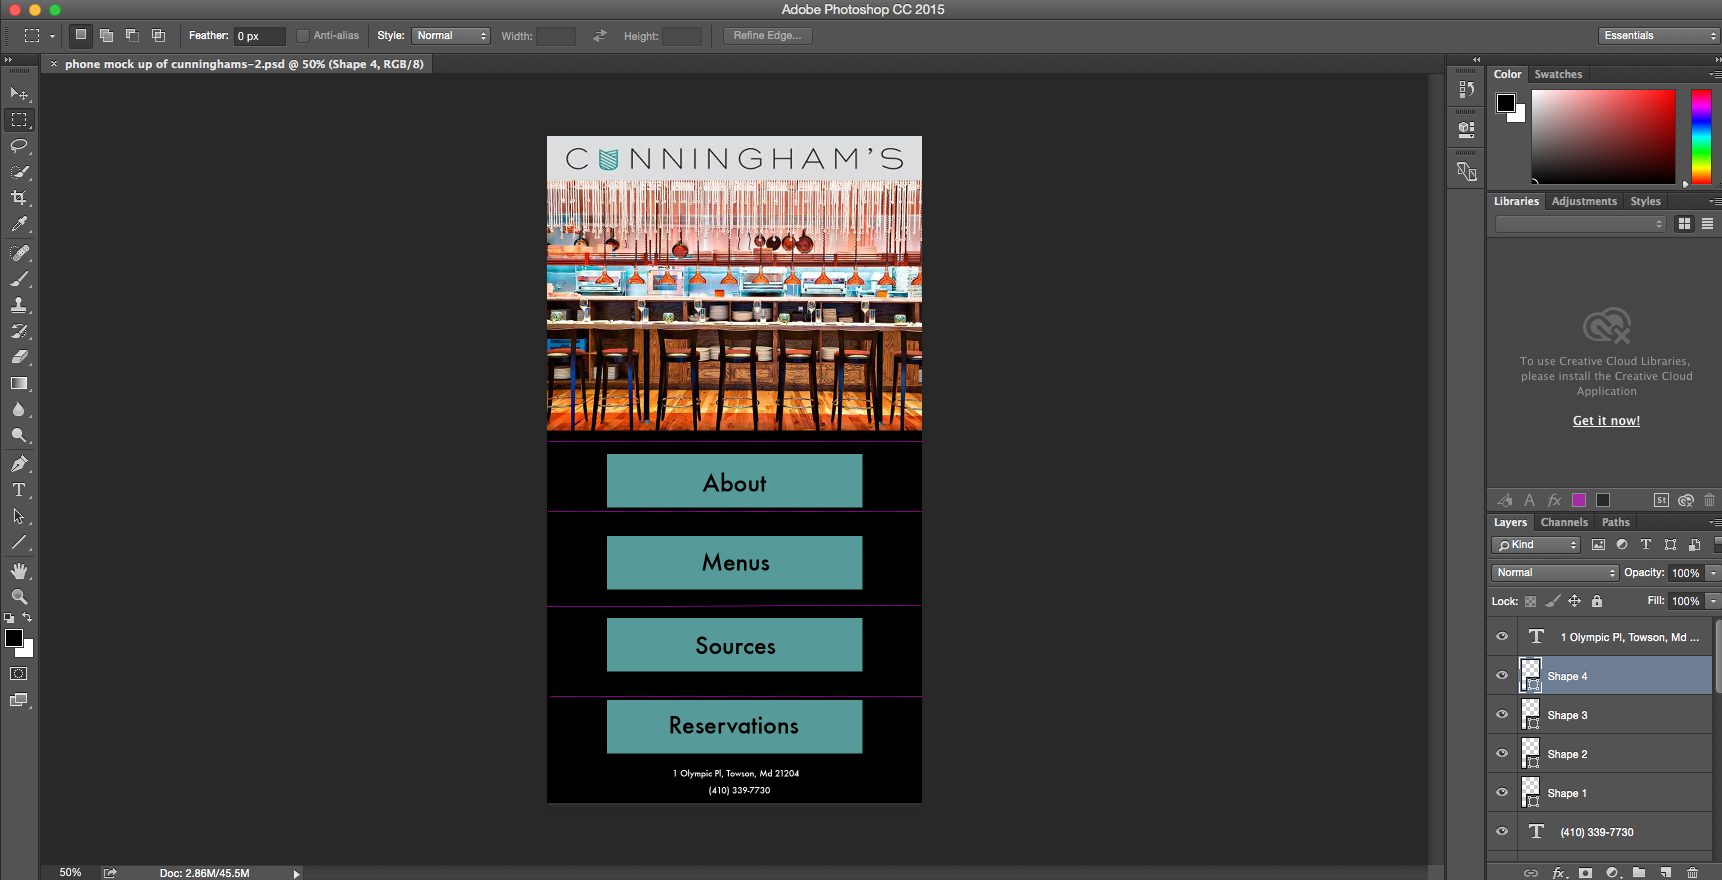 Adobe Photoshop CC 2015
Feather: 0 px Anti-alias Style: Normal Width: Height: Refine Edge... Essentials
× phone mock up of cunninghams-2.psd @ 50% (Shape 4, RGB/8)
Color Swatches
CUNNINGHAM'S
Libraries Adjustments Styles
To use Creative Cloud Libraries,
please install the Creative Cloud
Application
Get it now!
About
Menus
Sources
Reservations
1 Olympic Pl, Towson, Md 21204
(410) 339-7730
St
Layers Channels Paths
Kind
Normal Opacity: 100%
Lock: Fill: 100%
1 Olympic Pl, Towson, Md ...
Shape 4
Shape 3
Shape 2
Shape 1
(410) 339-7730
50% Doc: 2.86M/45.5M
fx